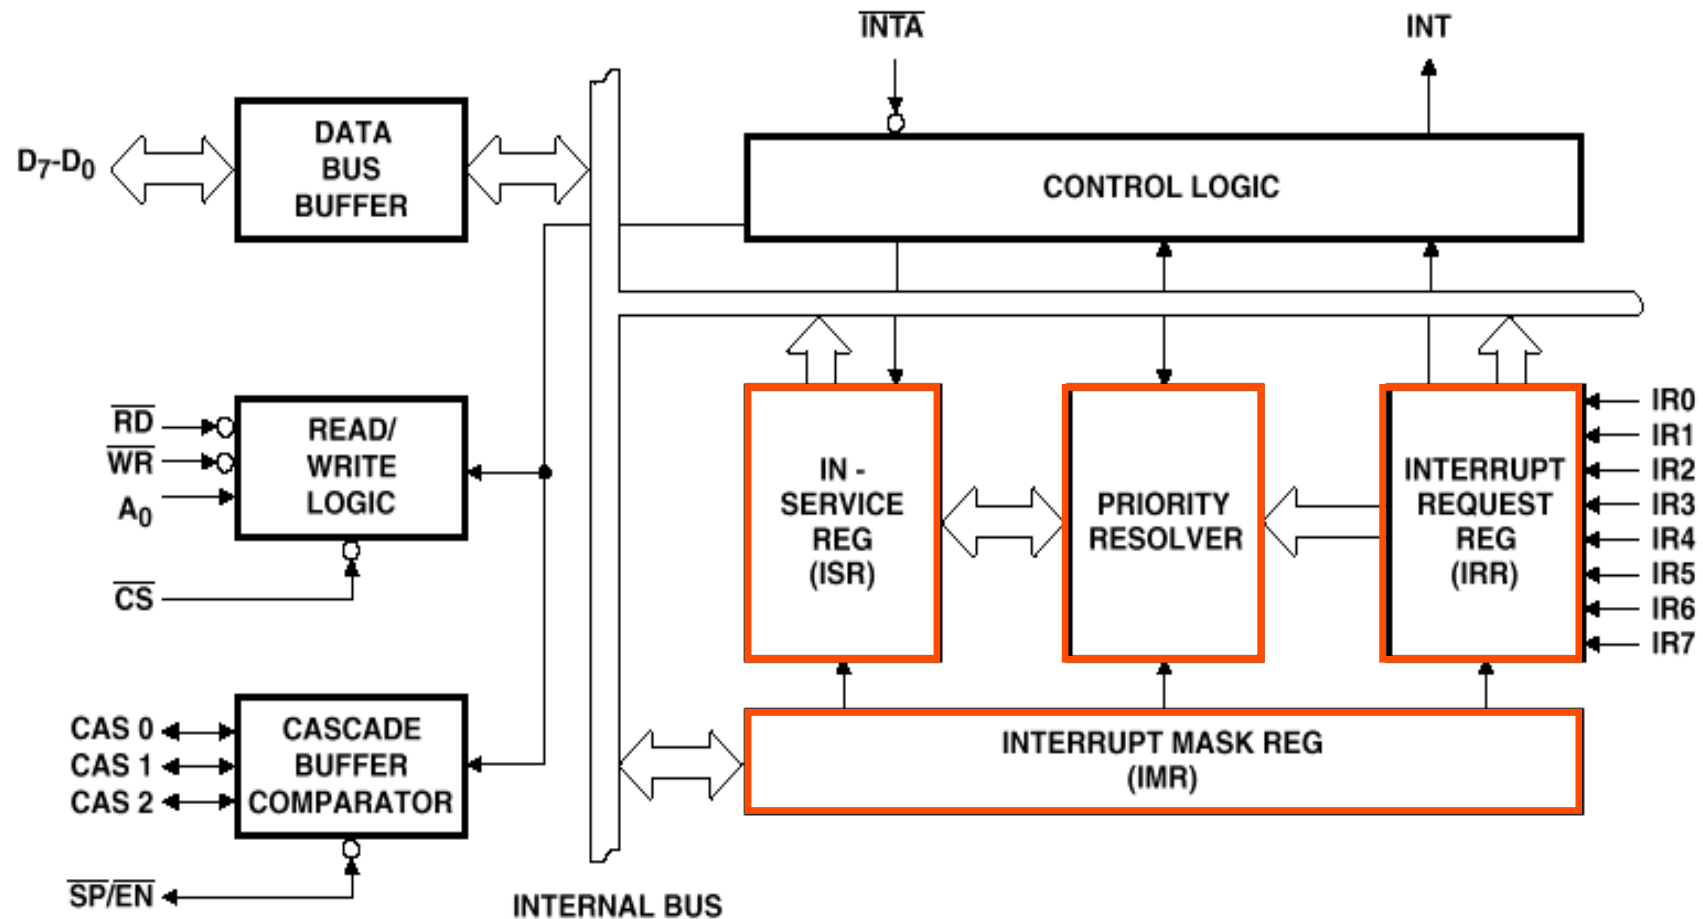 INTA
INT
D7-D0
DATA
BUS
BUFFER
CONTROL LOGIC
RD
WR
A0
READ/
WRITE
LOGIC
CS
IN -
SERVICE
REG
(ISR)
PRIORITY
RESOLVER
INTERRUPT
REQUEST
REG
(IRR)
IR0
IR1
IR2
IR3
IR4
IR5
IR6
IR7
CAS 0
CAS 1
CAS 2
CASCADE
BUFFER
COMPARATOR
INTERRUPT MASK REG
(IMR)
SP/EN
INTERNAL BUS